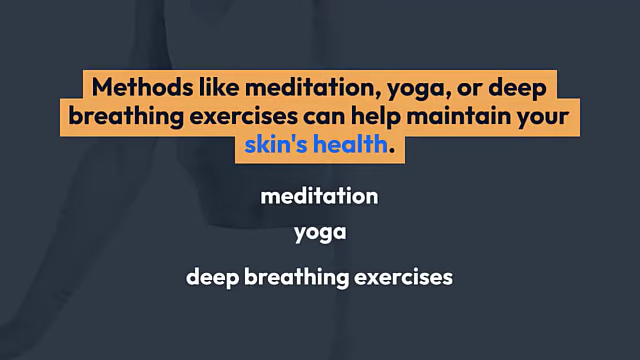 Methods like meditation, yoga, or deep
breathing exercises can help maintain your
skin's health.
meditation
yoga
deep breathing exercises